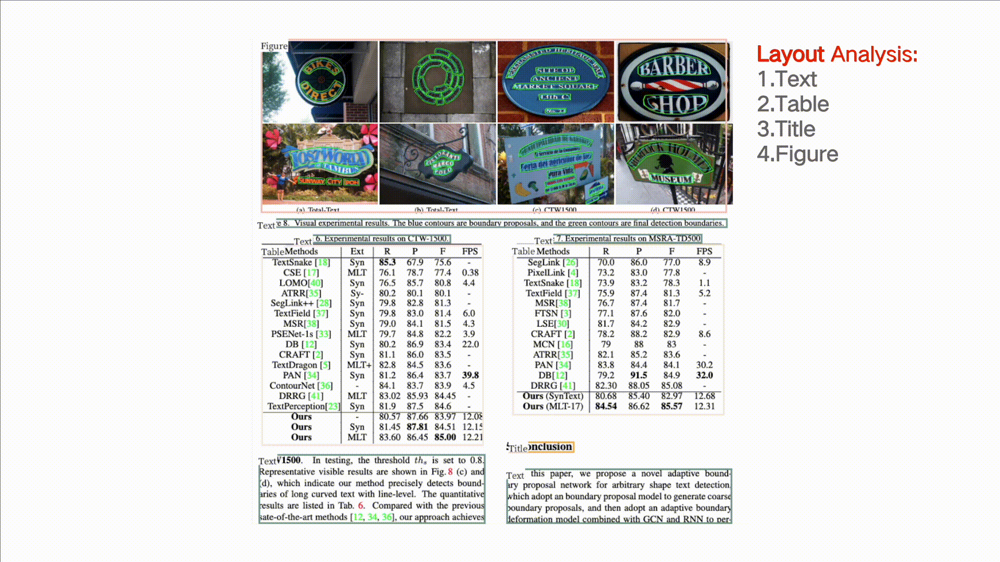 Layout Analysis:
1.Text
2.Table
3.Title
4.Figure
Figure
BIKES
DIRECT
BERKHAMSTED HERITAGE WALK
SITE OF
ANCIENT
MARKET SQUARE
13th C.
No. 21
BARBER
SHOP
LOST WORLD
OF TAMBUN
SUNWAY CITY IPOH
RISTORANTE
MARCO
POLO
MUNICIPALIDAD DE
Al Servicio de la Comunidad
Feria del agricultor de
Pura Vida
HOLMES
MUSEUM
(a) Total-Text
(b) Total-Text
(c) CTW1500
(d) CTW1500
Text e 8. Visual experimental results. The blue contours are boundary proposals, and the green contours are final detection boundaries.
Text 6. Experimental results on CTW-1500.
Table Methods Ext R P F FPS
TextSnake [18] Syn 85.3 67.9 75.6 -
CSE [17] MLT 76.1 78.7 77.4 0.38
LOMO[40] Syn 76.5 85.7 80.8 4.4
ATRR[35] Sy- 80.2 80.1 80.1 -
SegLink++ [28] Syn 79.8 82.8 81.3 -
TextField [37] Syn 79.8 83.0 81.4 6.0
MSR[38] Syn 79.0 84.1 81.5 4.3
PSENet-1s [33] MLT 79.7 84.8 82.2 3.9
DB [12] Syn 80.2 86.9 83.4 22.0
CRAFT [2] Syn 81.1 86.0 83.5 -
TextDragon [5] MLT+ 82.8 84.5 83.6 -
PAN [34] Syn 81.2 86.4 83.7 39.8
ContourNet [36] - 84.1 83.7 83.9 4.5
DRRG [41] MLT 83.02 85.93 84.45 -
TextPerception[23] Syn 81.9 87.5 84.6 -
Ours - 80.57 87.66 83.97 12.08
Ours Syn 81.45 87.81 84.51 12.15
Ours MLT 83.60 86.45 85.00 12.21
Text V1500. In testing, the threshold ths is set to 0.8.
Representative visible results are shown in Fig. 8 (c) and
(d), which indicate our method precisely detects bound-
aries of long curved text with line-level. The quantitative
results are listed in Tab. 6. Compared with the previous
sate-of-the-art methods [12, 34, 36], our approach achieves
Text 7. Experimental results on MSRA-TD500
Table Methods R P F FPS
SegLink [26] 70.0 86.0 77.0 8.9
PixelLink [4] 73.2 83.0 77.8 -
TextSnake [18] 73.9 83.2 78.3 1.1
TextField [37] 75.9 87.4 81.3 5.2
MSR[38] 76.7 87.4 81.7 -
FTSN [3] 77.1 87.6 82.0 -
LSE[30] 81.7 84.2 82.9 -
CRAFT [2] 78.2 88.2 82.9 8.6
MCN [16] 79 88 83 -
ATRR[35] 82.1 85.2 83.6 -
PAN [34] 83.8 84.4 84.1 30.2
DB[12] 79.2 91.5 84.9 32.0
DRRG [41] 82.30 88.05 85.08 -
Ours (SynText) 80.68 85.40 82.97 12.68
Ours (MLT-17) 84.54 86.62 85.57 12.31
Title onclusion
Text this paper, we propose a novel adaptive bound-
ary proposal network for arbitrary shape text detection,
which adopt an boundary proposal model to generate coarse
boundary proposals, and then adopt an adaptive boundary
deformation model combined with GCN and RNN to per-